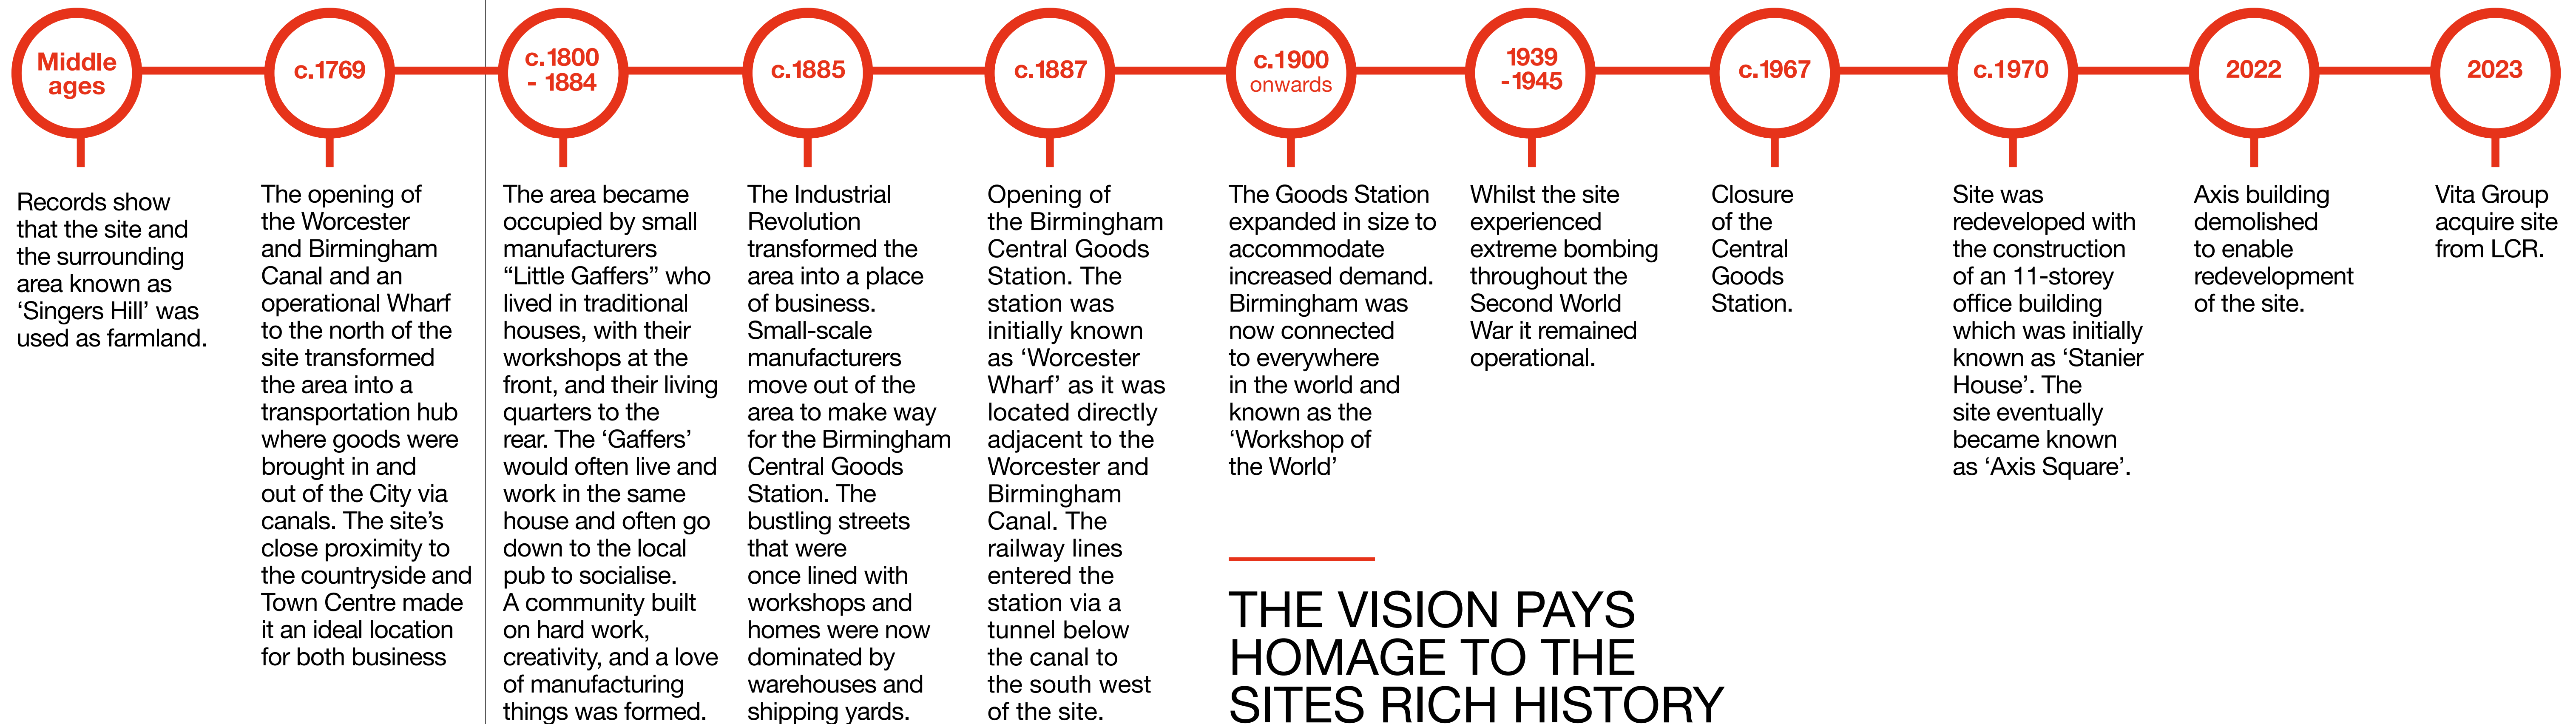 Middle
ages
Records show
that the site and
the surrounding
area known as
‘Singers Hill’ was
used as farmland.
c.1769
The opening of
the Worcester
and Birmingham
Canal and an
operational Wharf
to the north of the
site transformed
the area into a
transportation hub
where goods were
brought in and
out of the City via
canals. The site’s
close proximity to
the countryside and
Town Centre made
it an ideal location
for both business
c.1800
- 1884
The area became
occupied by small
manufacturers
“Little Gaffers” who
lived in traditional
houses, with their
workshops at the
front, and their living
quarters to the
rear. The ‘Gaffers’
would often live and
work in the same
house and often go
down to the local
pub to socialise.
A community built
on hard work,
creativity, and a love
of manufacturing
things was formed.
c.1885
The Industrial
Revolution
transformed the
area into a place
of business.
Small-scale
manufacturers
move out of the
area to make way
for the Birmingham
Central Goods
Station. The
bustling streets
that were
once lined with
workshops and
homes were now
dominated by
warehouses and
shipping yards.
c.1887
Opening of
the Birmingham
Central Goods
Station. The
station was
initially known
as ‘Worcester
Wharf’ as it was
located directly
adjacent to the
Worcester and
Birmingham
Canal. The
railway lines
entered the
station via a
tunnel below
the canal to
the south west
of the site.
c.1900
onwards
The Goods Station
expanded in size to
accommodate
increased demand.
Birmingham was
now connected
to everywhere
in the world and
known as the
‘Workshop of
the World’
1939
-1945
Whilst the site
experienced
extreme bombing
throughout the
Second World
War it remained
operational.
c.1967
Closure
of the
Central
Goods
Station.
c.1970
Site was
redeveloped with
the construction
of an 11-storey
office building
which was initially
known as ‘Stanier
House’. The
site eventually
became known
as ‘Axis Square’.
2022
Axis building
demolished
to enable
redevelopment
of the site.
2023
Vita Group
acquire site
from LCR.
THE VISION PAYS
HOMAGE TO THE
SITES RICH HISTORY